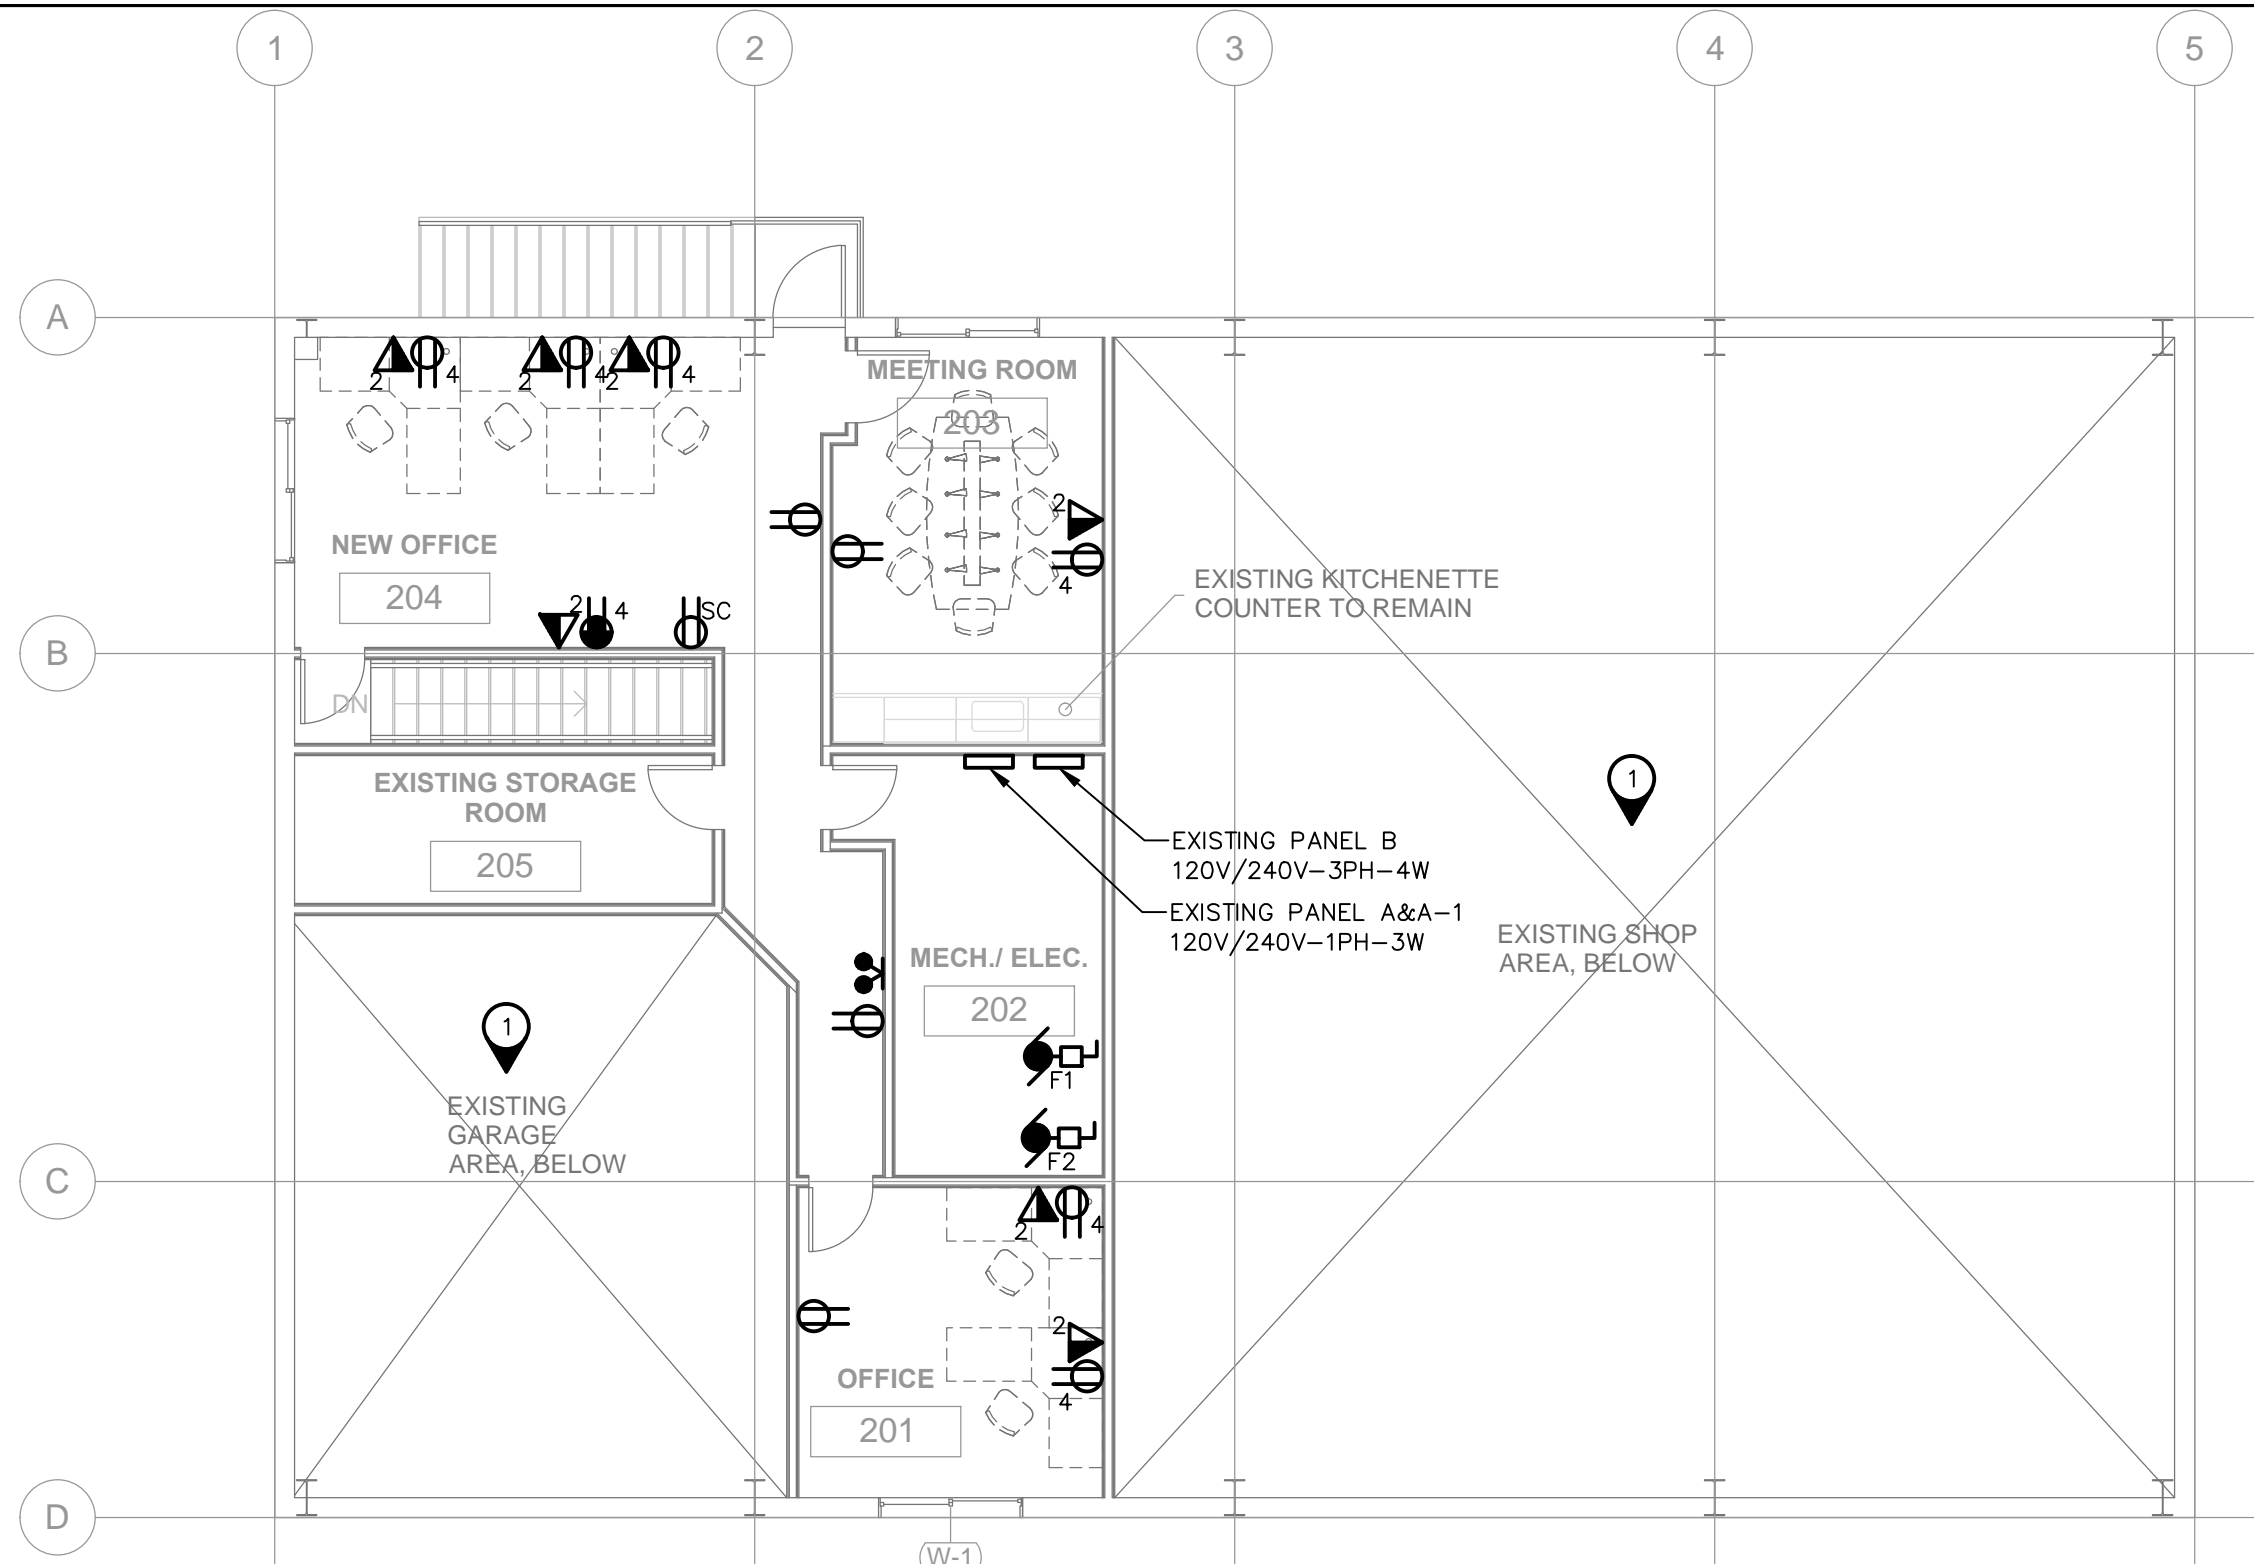 1 2 3 4 5
A
2 4 2 4 2 4
MEETING ROOM
203
2
NEW OFFICE
204
4
EXISTING KITCHENETTE
COUNTER TO REMAIN
2 4 SC
B
DN
EXISTING STORAGE
ROOM
205
1
EXISTING PANEL B
120V/240V-3PH-4W
EXISTING PANEL A&A-1
120V/240V-1PH-3W
EXISTING SHOP
AREA, BELOW
MECH./ ELEC.
202
1
F1
EXISTING
GARAGE
AREA, BELOW
F2
C
2 4
2
4
OFFICE
201
D
W-1